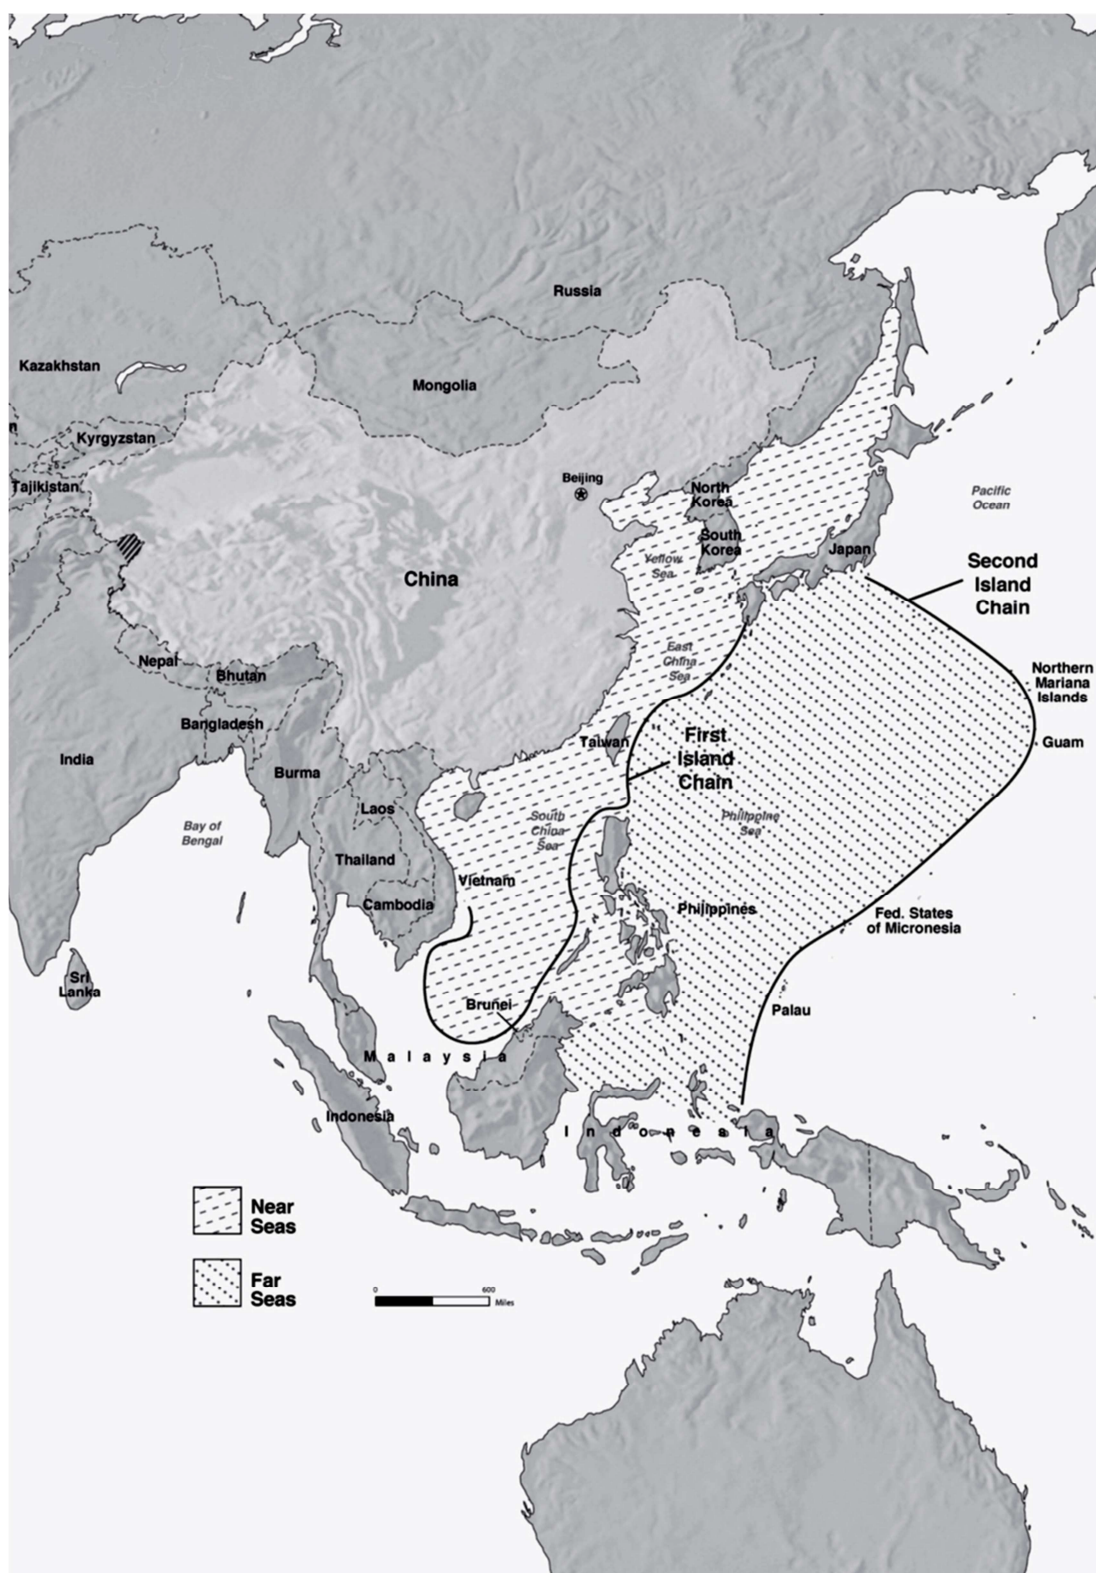 Russia
Kazakhstan
Mongolia
n
Kyrgyzstan
Tajikistan
Beijing
North
Korea
South
Korea
Japan
Pacific
Ocean
Yellow
Sea
China
Second
Island
Chain
East
China
Sea
Nepal
Bhutan
Bangladesh
India
Burma
Taiwan
First
Island
Chain
Northern
Mariana
Islands
Guam
Laos
Bay of
Bengal
South
China
Sea
Philippine
Sea
Thailand
Vietnam
Cambodia
Philippines
Fed. States
of Micronesia
Sri
Lanka
Brunei
Palau
Malaysia
Indonesia
Indonesia
Near
Seas
Far
Seas
0 600
Miles